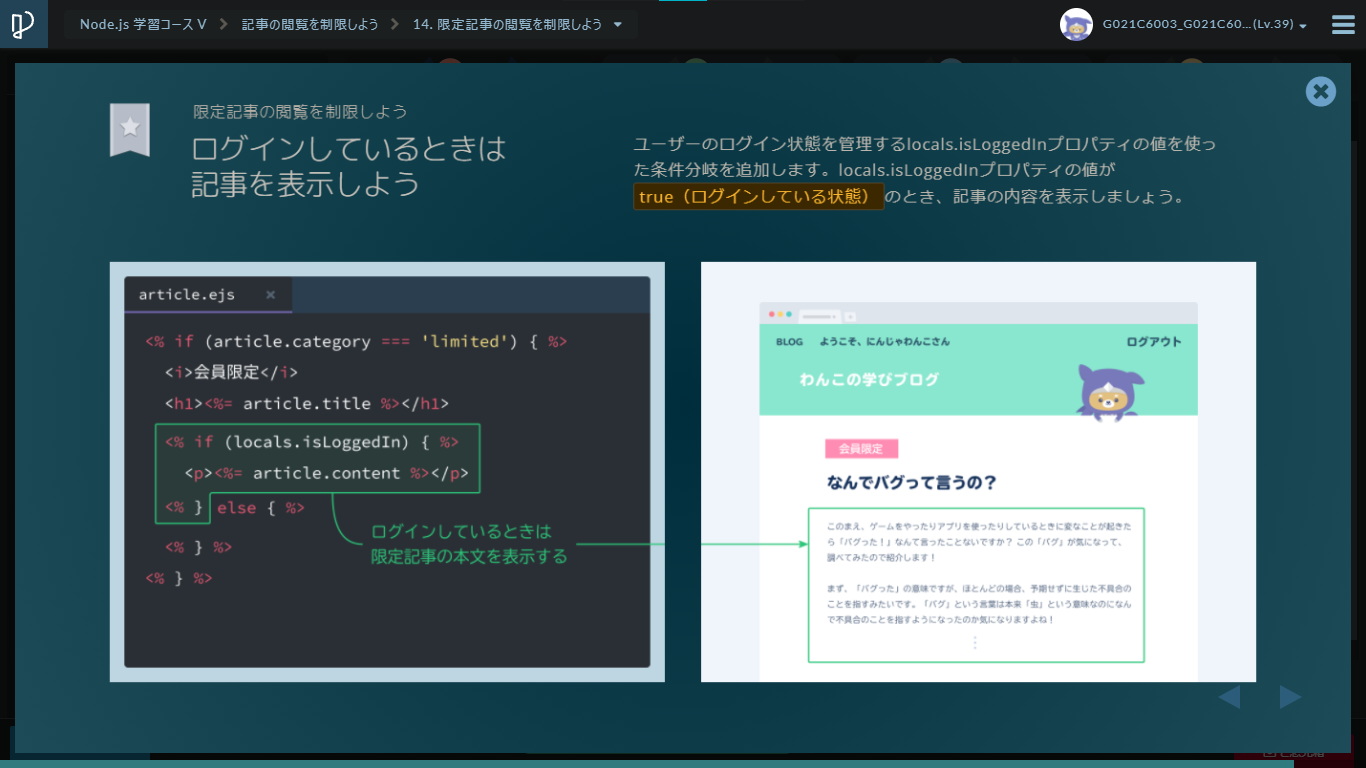 Node.js 学習コース V
記事の閲覧を制限しよう
14. 限定記事の閲覧を制限しよう
G021C6003_G021C60...(Lv.39)
限定記事の閲覧を制限しよう
ログインしているときは
記事を表示しよう
ユーザーのログイン状態を管理するlocals.isLoggedInプロパティの値を使っ
た条件分岐を追加します。locals.isLoggedInプロパティの値が
true（ログインしている状態）のとき、記事の内容を表示しましょう。
article.ejs ×
<% if (article.category === 'limited') { %>
<i>会員限定</i>
<h1><%= article.title %></h1>
<% if (locals.isLoggedIn) { %>
<p><%= article.content %></p>
<% } else { %>
ログインしているときは
限定記事の本文を表示する
<% } %>
<% } %>
BLOG ようこそ、にんじゃわんこさん ログアウト
わんこの学びブログ
会員限定
なんでバグって言うの？
このまえ、ゲームをやったりアプリを使ったりしているときに変なことが起きた
ら「バグった！」なんて言ったことないですか？ この「バグ」が気になって、
調べてみたので紹介します！
まず、「バグった」の意味ですが、ほとんどの場合、予期せずに生じた不具合の
ことを指すみたいです。「バグ」という言葉は本来「虫」という意味なのになん
で不具合のことを指すようになったのか気になりますよね！